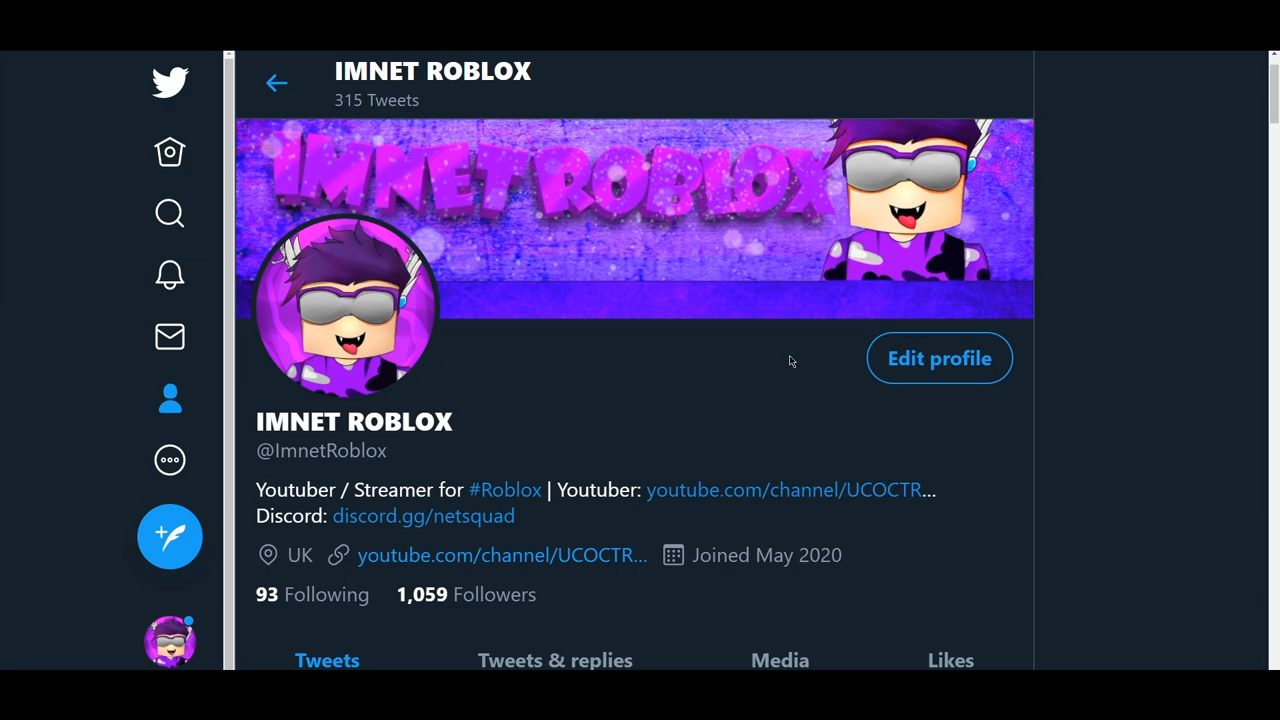 IMNET ROBLOX
315 Tweets
IMNET ROBLOX
Edit profile
IMNET ROBLOX
@ImnetRoblox
Youtuber / Streamer for #Roblox | Youtuber: youtube.com/channel/UCOCTR...
Discord: discord.gg/netsquad
UK youtube.com/channel/UCOCTR... Joined May 2020
93 Following 1,059 Followers
Tweets Tweets & replies Media Likes